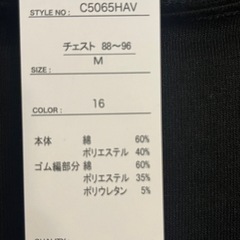 STYLE NO : C5065HAV
チェスト 88～96
SIZE : M
COLOR : 16
本体 綿 60%
ポリエステル 40%
ゴム編部分 綿 60%
ポリエステル 35%
ポリウレタン 5%